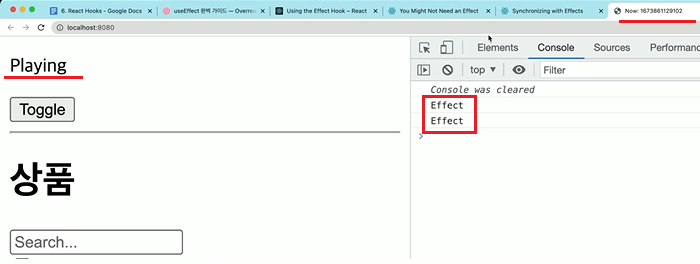 6. React Hooks - Google Docs
useEffect 완벽 가이드 — Overrea
Using the Effect Hook – React
You Might Not Need an Effect
Synchronizing with Effects
Now: 1673861129102
localhost:8080
Playing
Toggle
상품
Search...
Elements
Console
Sources
Performanc
top
Filter
Console was cleared
Effect
Effect